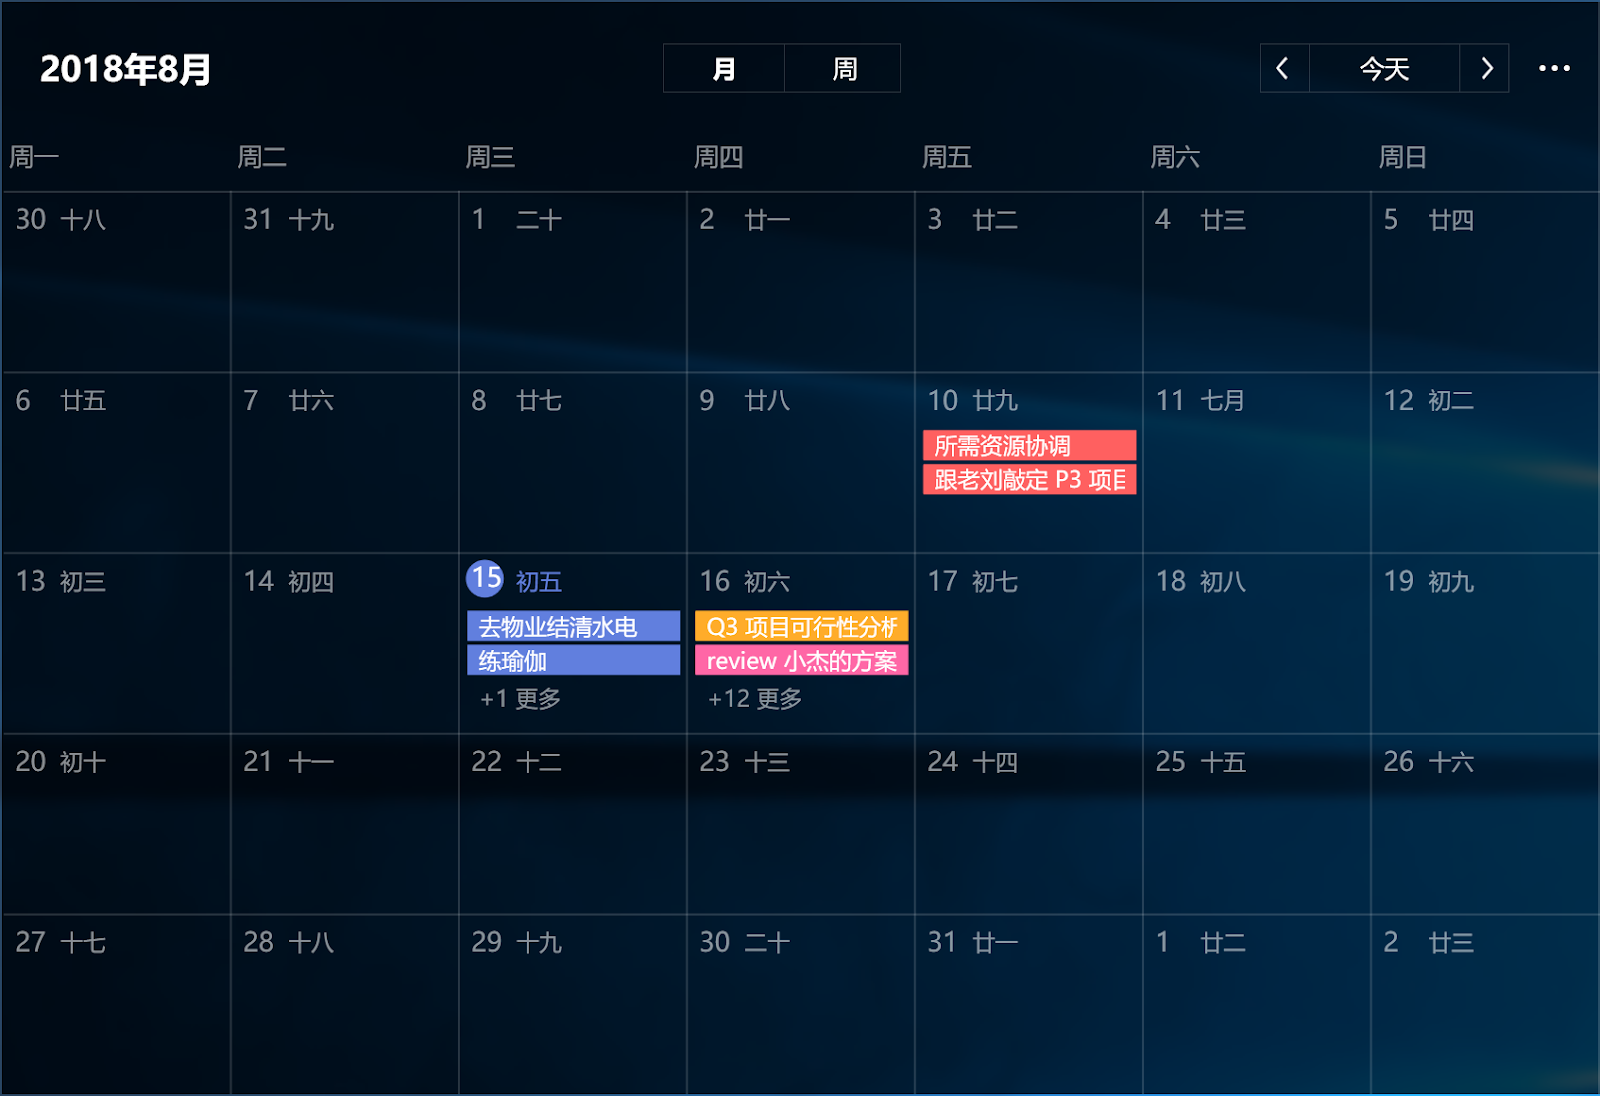 2018年8月
月 周
今天
周一 周二 周三 周四 周五 周六 周日
30 十八 31 十九 1 二十 2 廿一 3 廿二 4 廿三 5 廿四
6 廿五 7 廿六 8 廿七 9 廿八 10 廿九 11 七月 12 初二
所需资源协调
跟老刘敲定 P3 项目
13 初三 14 初四 15 初五 16 初六 17 初七 18 初八 19 初九
去物业结清水电 Q3 项目可行性分析
练瑜伽 review 小杰的方案
+1 更多 +12 更多
20 初十 21 十一 22 十二 23 十三 24 十四 25 十五 26 十六
27 十七 28 十八 29 十九 30 二十 31 廿一 1 廿二 2 廿三